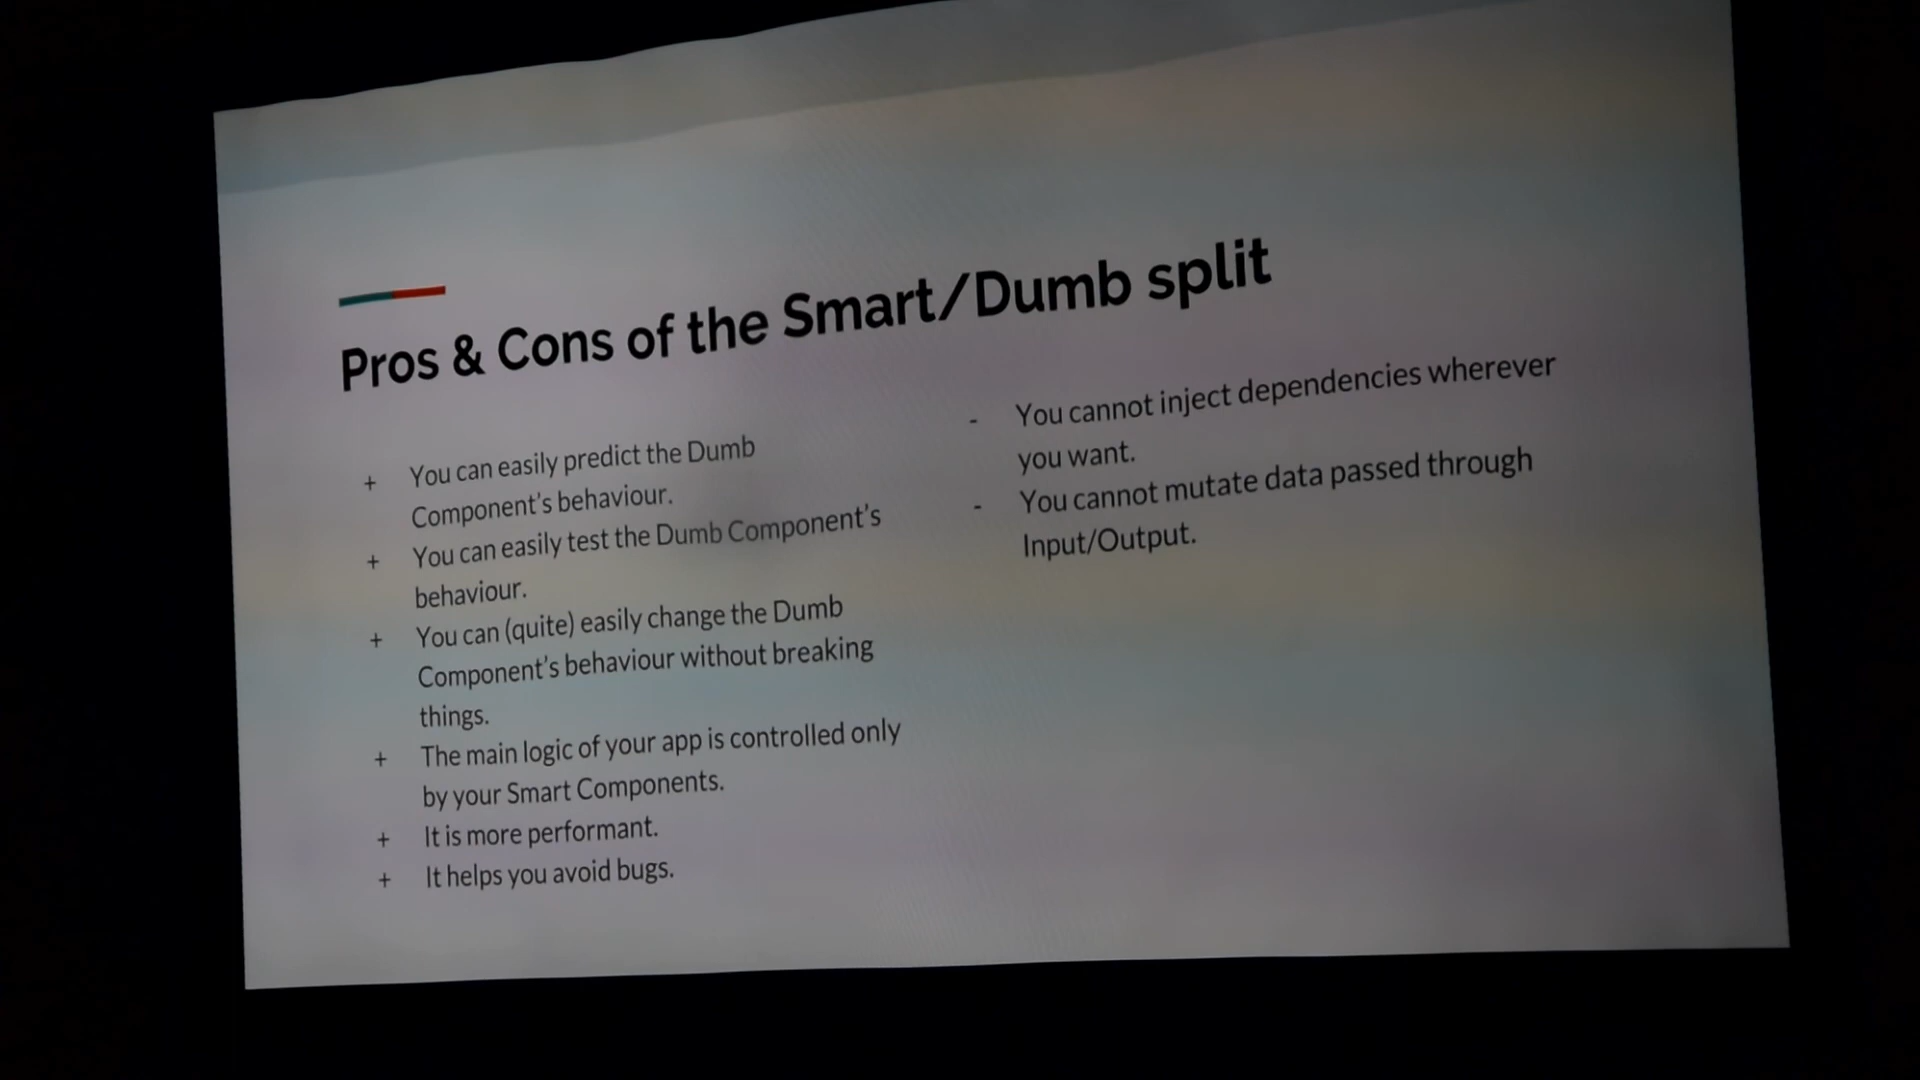 Pros & Cons of the Smart/Dumb split
+ You can easily predict the Dumb
Component's behaviour.
+ You can easily test the Dumb Component's
behaviour.
+ You can (quite) easily change the Dumb
Component's behaviour without breaking
things.
+ The main logic of your app is controlled only
by your Smart Components.
+ It is more performant.
+ It helps you avoid bugs.
- You cannot inject dependencies wherever
you want.
- You cannot mutate data passed through
Input/Output.